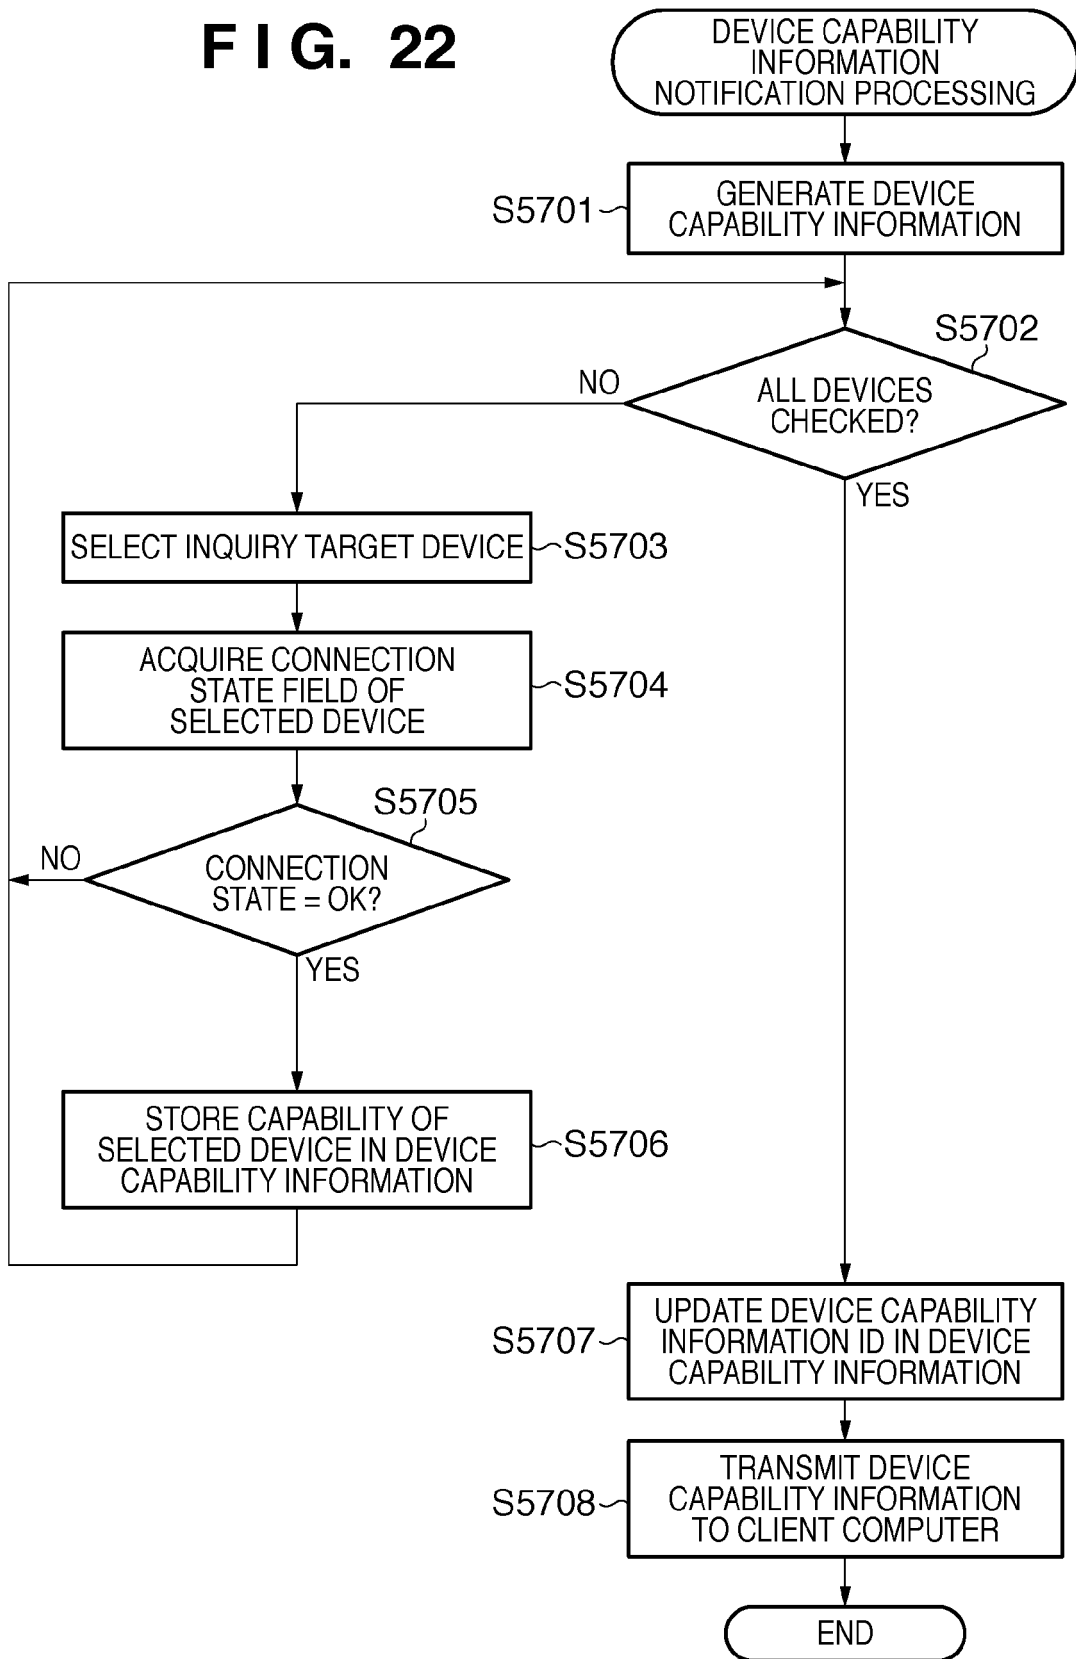 FIG. 22
DEVICE CAPABILITY
INFORMATION
NOTIFICATION PROCESSING
S5701
GENERATE DEVICE
CAPABILITY INFORMATION
S5702
ALL DEVICES
CHECKED?
NO
YES
SELECT INQUIRY TARGET DEVICE
S5703
ACQUIRE CONNECTION
STATE FIELD OF
SELECTED DEVICE
S5704
S5705
CONNECTION
STATE = OK?
NO
YES
STORE CAPABILITY OF
SELECTED DEVICE IN DEVICE
CAPABILITY INFORMATION
S5706
S5707
UPDATE DEVICE CAPABILITY
INFORMATION ID IN DEVICE
CAPABILITY INFORMATION
S5708
TRANSMIT DEVICE
CAPABILITY INFORMATION
TO CLIENT COMPUTER
END